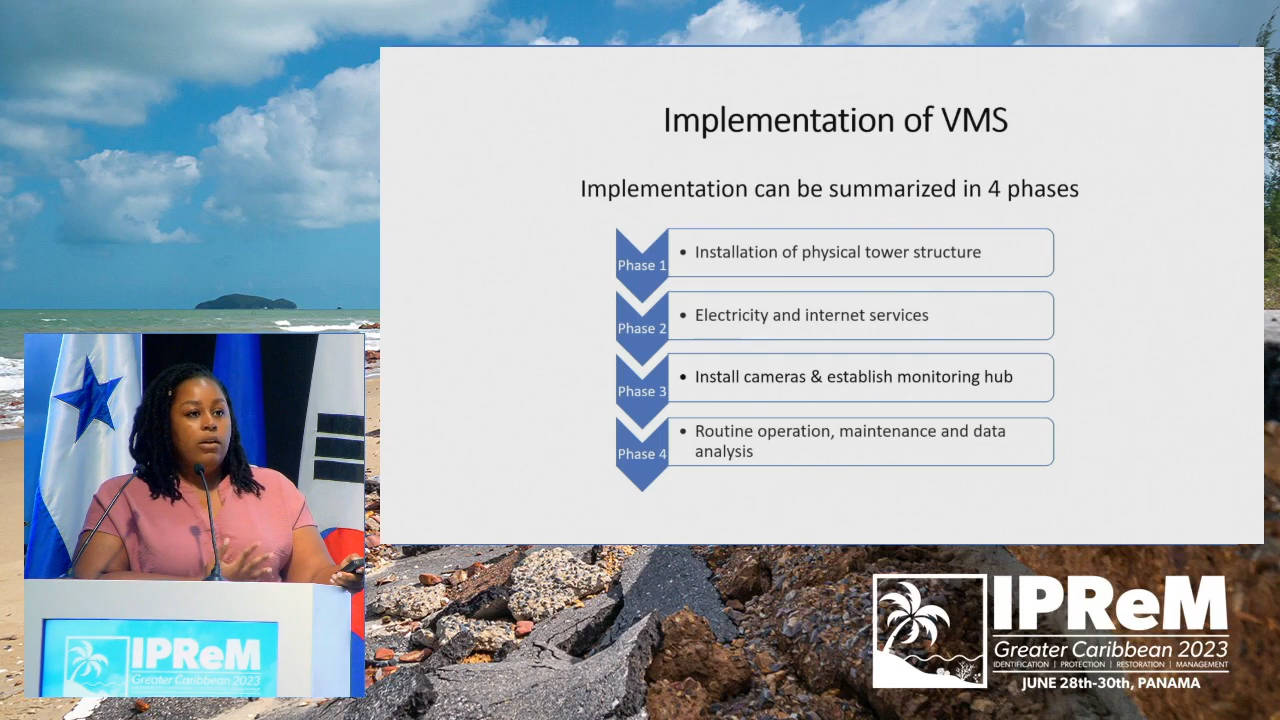 Implementation of VMS
Implementation can be summarized in 4 phases
Phase 1
• Installation of physical tower structure
Phase 2
• Electricity and internet services
Phase 3
• Install cameras & establish monitoring hub
Phase 4
• Routine operation, maintenance and data
analysis
IPReM
Greater Caribbean 2023
IPReM
Greater Caribbean 2023
IDENTIFICATION | PROTECTION | RESTORATION | MANAGEMENT
JUNE 28th-30th, PANAMA